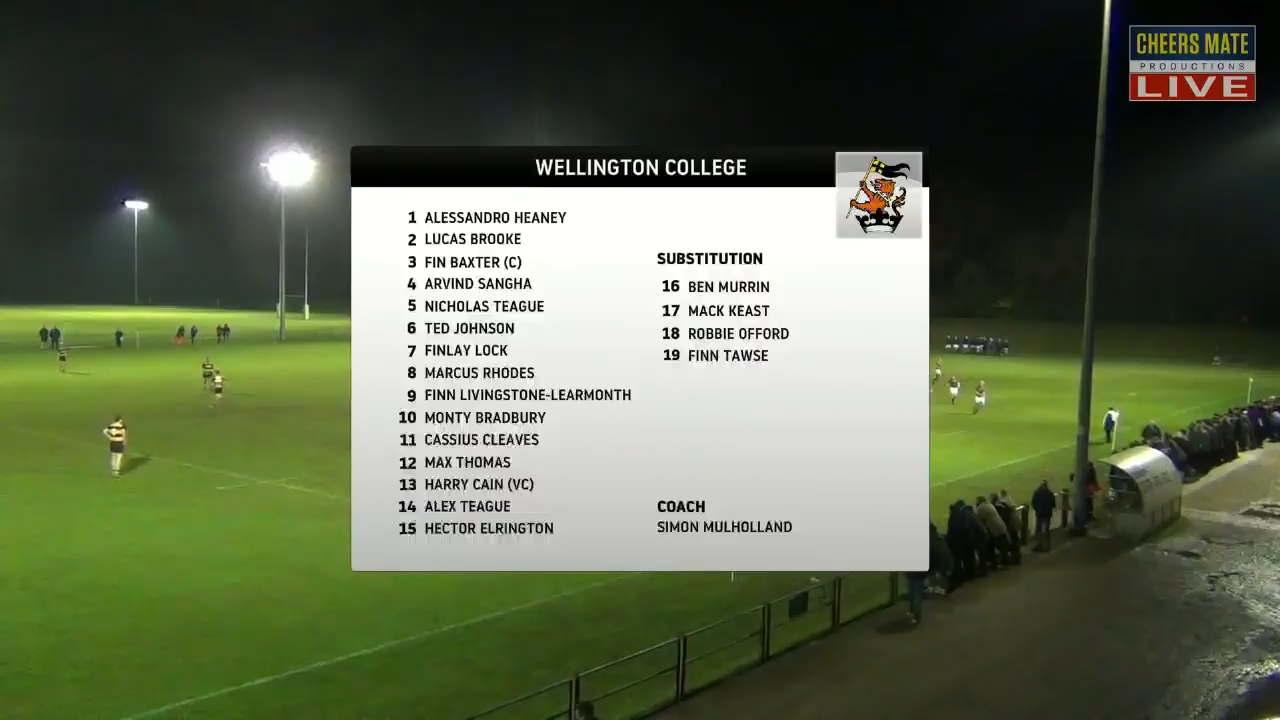 CHEERS MATE
PRODUCTIONS
LIVE
WELLINGTON COLLEGE
1 ALESSANDRO HEANEY
2 LUCAS BROOKE
3 FIN BAXTER (C)
4 ARVIND SANGHA
5 NICHOLAS TEAGUE
6 TED JOHNSON
7 FINLAY LOCK
8 MARCUS RHODES
9 FINN LIVINGSTONE-LEARMONTH
10 MONTY BRADBURY
11 CASSIUS CLEAVES
12 MAX THOMAS
13 HARRY CAIN (VC)
14 ALEX TEAGUE
15 HECTOR ELRINGTON
SUBSTITUTION
16 BEN MURRIN
17 MACK KEAST
18 ROBBIE OFFORD
19 FINN TAWSE
COACH
SIMON MULHOLLAND